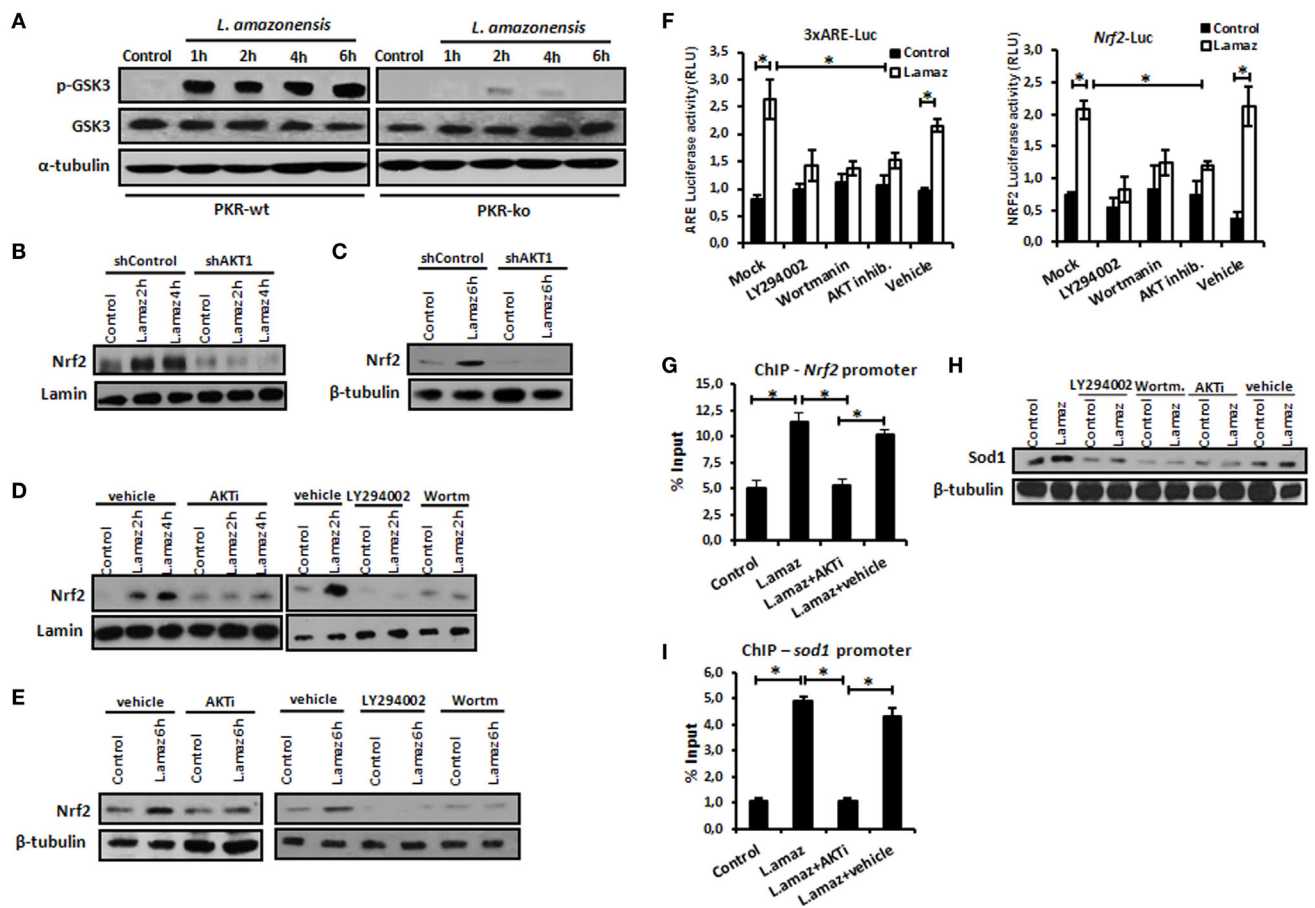 A
L. amazonensis
L. amazonensis
Control 1h 2h 4h 6h Control 1h 2h 4h 6h
p-GSK3
GSK3
α-tubulin
PKR-wt
PKR-ko
B
shControl shAKT1
Control L.amaz2h L.amaz4h Control L.amaz2h L.amaz4h
Nrf2
Lamin
C
shControl shAKT1
Control L.amaz6h Control L.amaz6h
Nrf2
β-tubulin
D
vehicle AKTi vehicle LY294002 Wortm
Control L.amaz2h L.amaz4h Control L.amaz2h L.amaz4h Control L.amaz2h Control L.amaz2h Control L.amaz2h
Nrf2
Lamin
E
vehicle AKTi vehicle LY294002 Wortm
Control L.amaz6h Control L.amaz6h Control L.amaz6h Control L.amaz6h Control L.amaz6h
Nrf2
β-tubulin
F
3xARE-Luc
Control
L.amaz
ARE Luciferase activity(RLU)
3,5
3,0
2,5
2,0
1,5
1,0
0,5
0,0
* * *
Mock LY294002 Wortmanin AKT inhib. Vehicle
Nrf2-Luc
Control
L.amaz
NRF2 Luciferase activity (RLU)
3,0
2,5
2,0
1,5
1,0
0,5
0,0
* * *
Mock LY294002 Wortmanin AKT inhib. Vehicle
G
ChIP - Nrf2 promoter
% Input
15,0
12,5
10,0
7,5
5,0
2,5
0,0
* * *
Control L.amaz L.amaz+AKTi L.amaz+vehicle
H
LY294002 Wortm. AKTi vehicle
Control L.amaz Control L.amaz Control L.amaz Control L.amaz Control L.amaz
Sod1
β-tubulin
I
ChIP – sod1 promoter
% Input
6,0
5,0
4,0
3,0
2,0
1,0
0,0
* * *
Control L.amaz L.amaz+AKTi L.amaz+vehicle